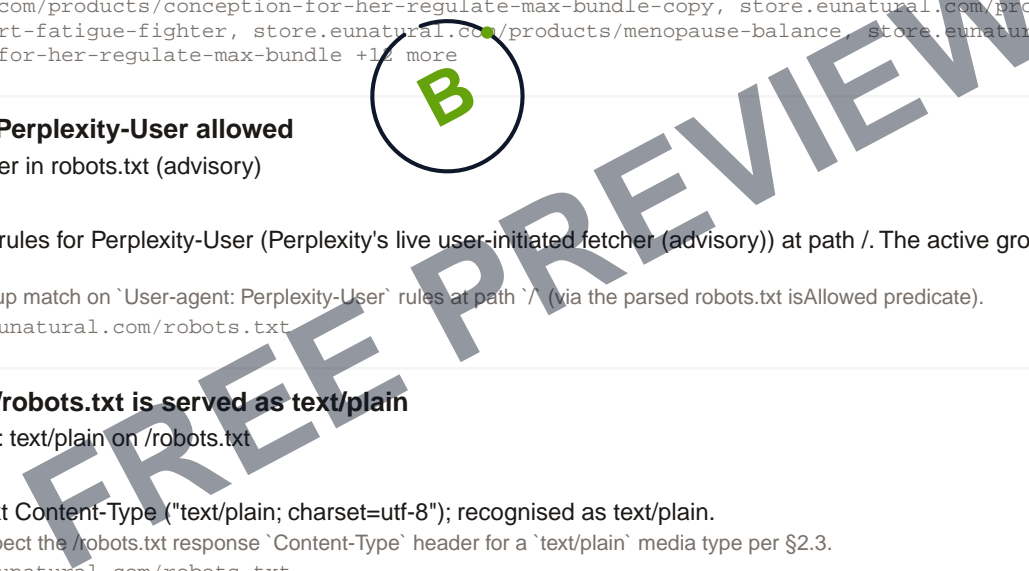 com/products/conception-for-her-regulate-max-bundle-copy, store.eunatural.com/pro
rt-fatigue-fighter, store.eunatural.com/products/menopause-balance, store.eunatur
for-her-regulate-max-bundle +12 more
B
Perplexity-User allowed
er in robots.txt (advisory)
rules for Perplexity-User (Perplexity's live user-initiated fetcher (advisory)) at path /. The active gro
up match on `User-agent: Perplexity-User` rules at path `/` (via the parsed robots.txt isAllowed predicate).
unatural.com/robots.txt
/robots.txt is served as text/plain
: text/plain on /robots.txt
t Content-Type ("text/plain; charset=utf-8"); recognised as text/plain.
pect the /robots.txt response `Content-Type` header for a `text/plain` media type per §2.3.
unatural.com/robots.txt
FREE PREVIEW